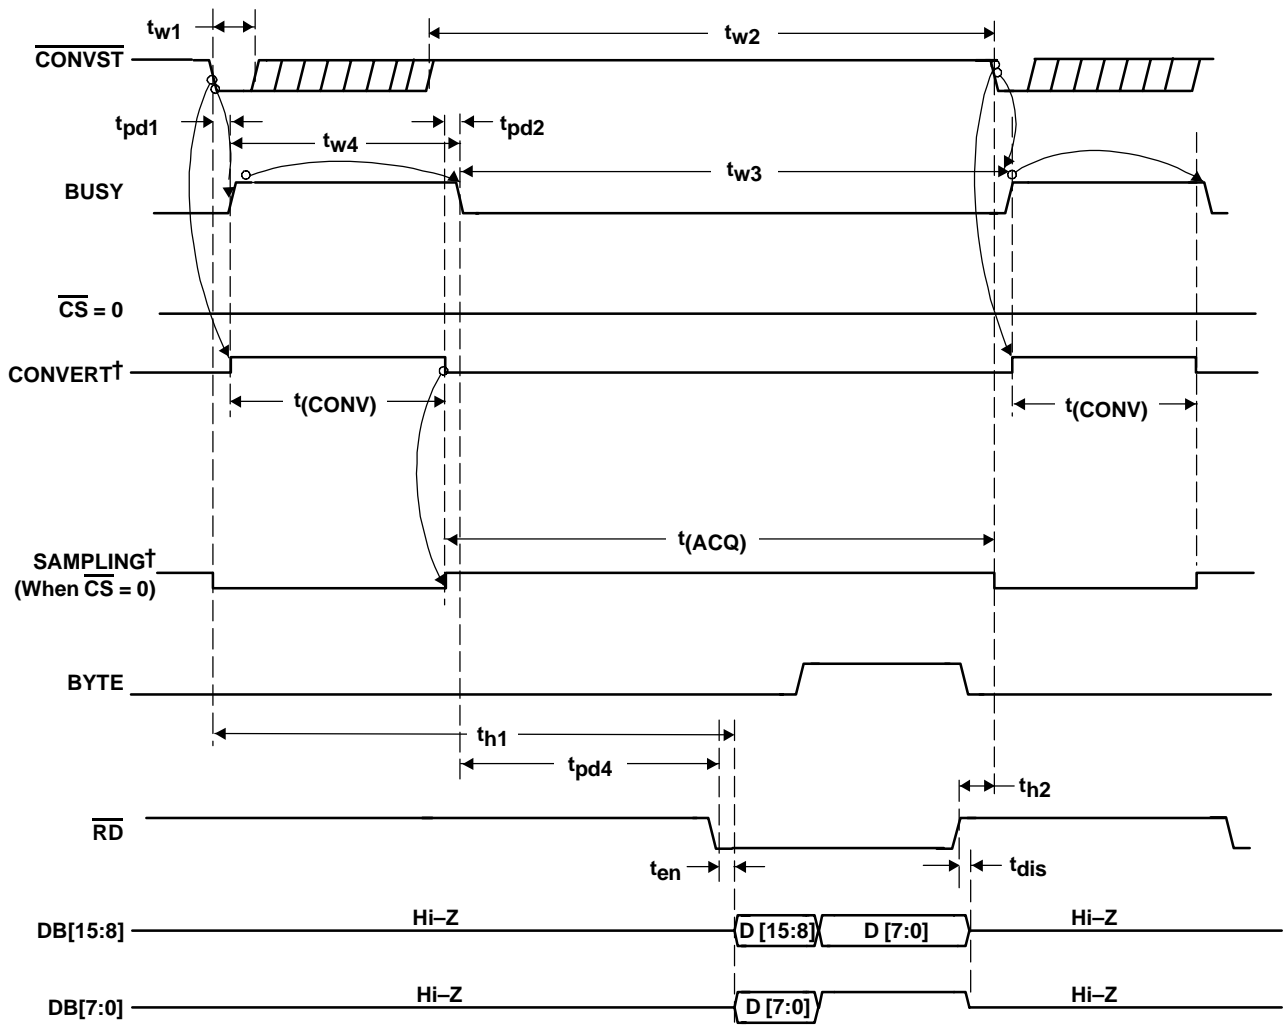 tw1
tw2
CONVST
tpd1
tw4
tpd2
tw3
BUSY
CS = 0
CONVERT†
t(CONV)
t(CONV)
t(ACQ)
SAMPLING†
(When CS = 0)
BYTE
th1
tpd4
th2
RD
ten
tdis
Hi–Z
Hi–Z
DB[15:8]
D [15:8]
D [7:0]
Hi–Z
Hi–Z
DB[7:0]
D [7:0]